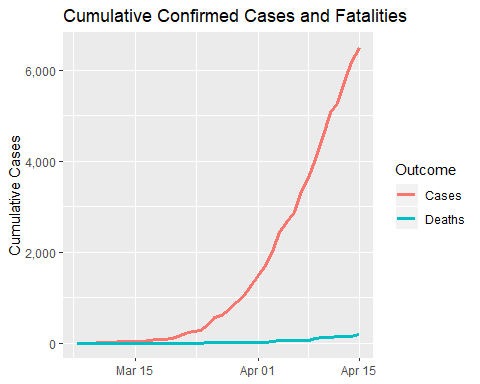 Cumulative Confirmed Cases and Fatalities
Cumulative Cases
6,000
4,000
2,000
0
Mar 15
Apr 01
Apr 15
Outcome
Cases
Deaths